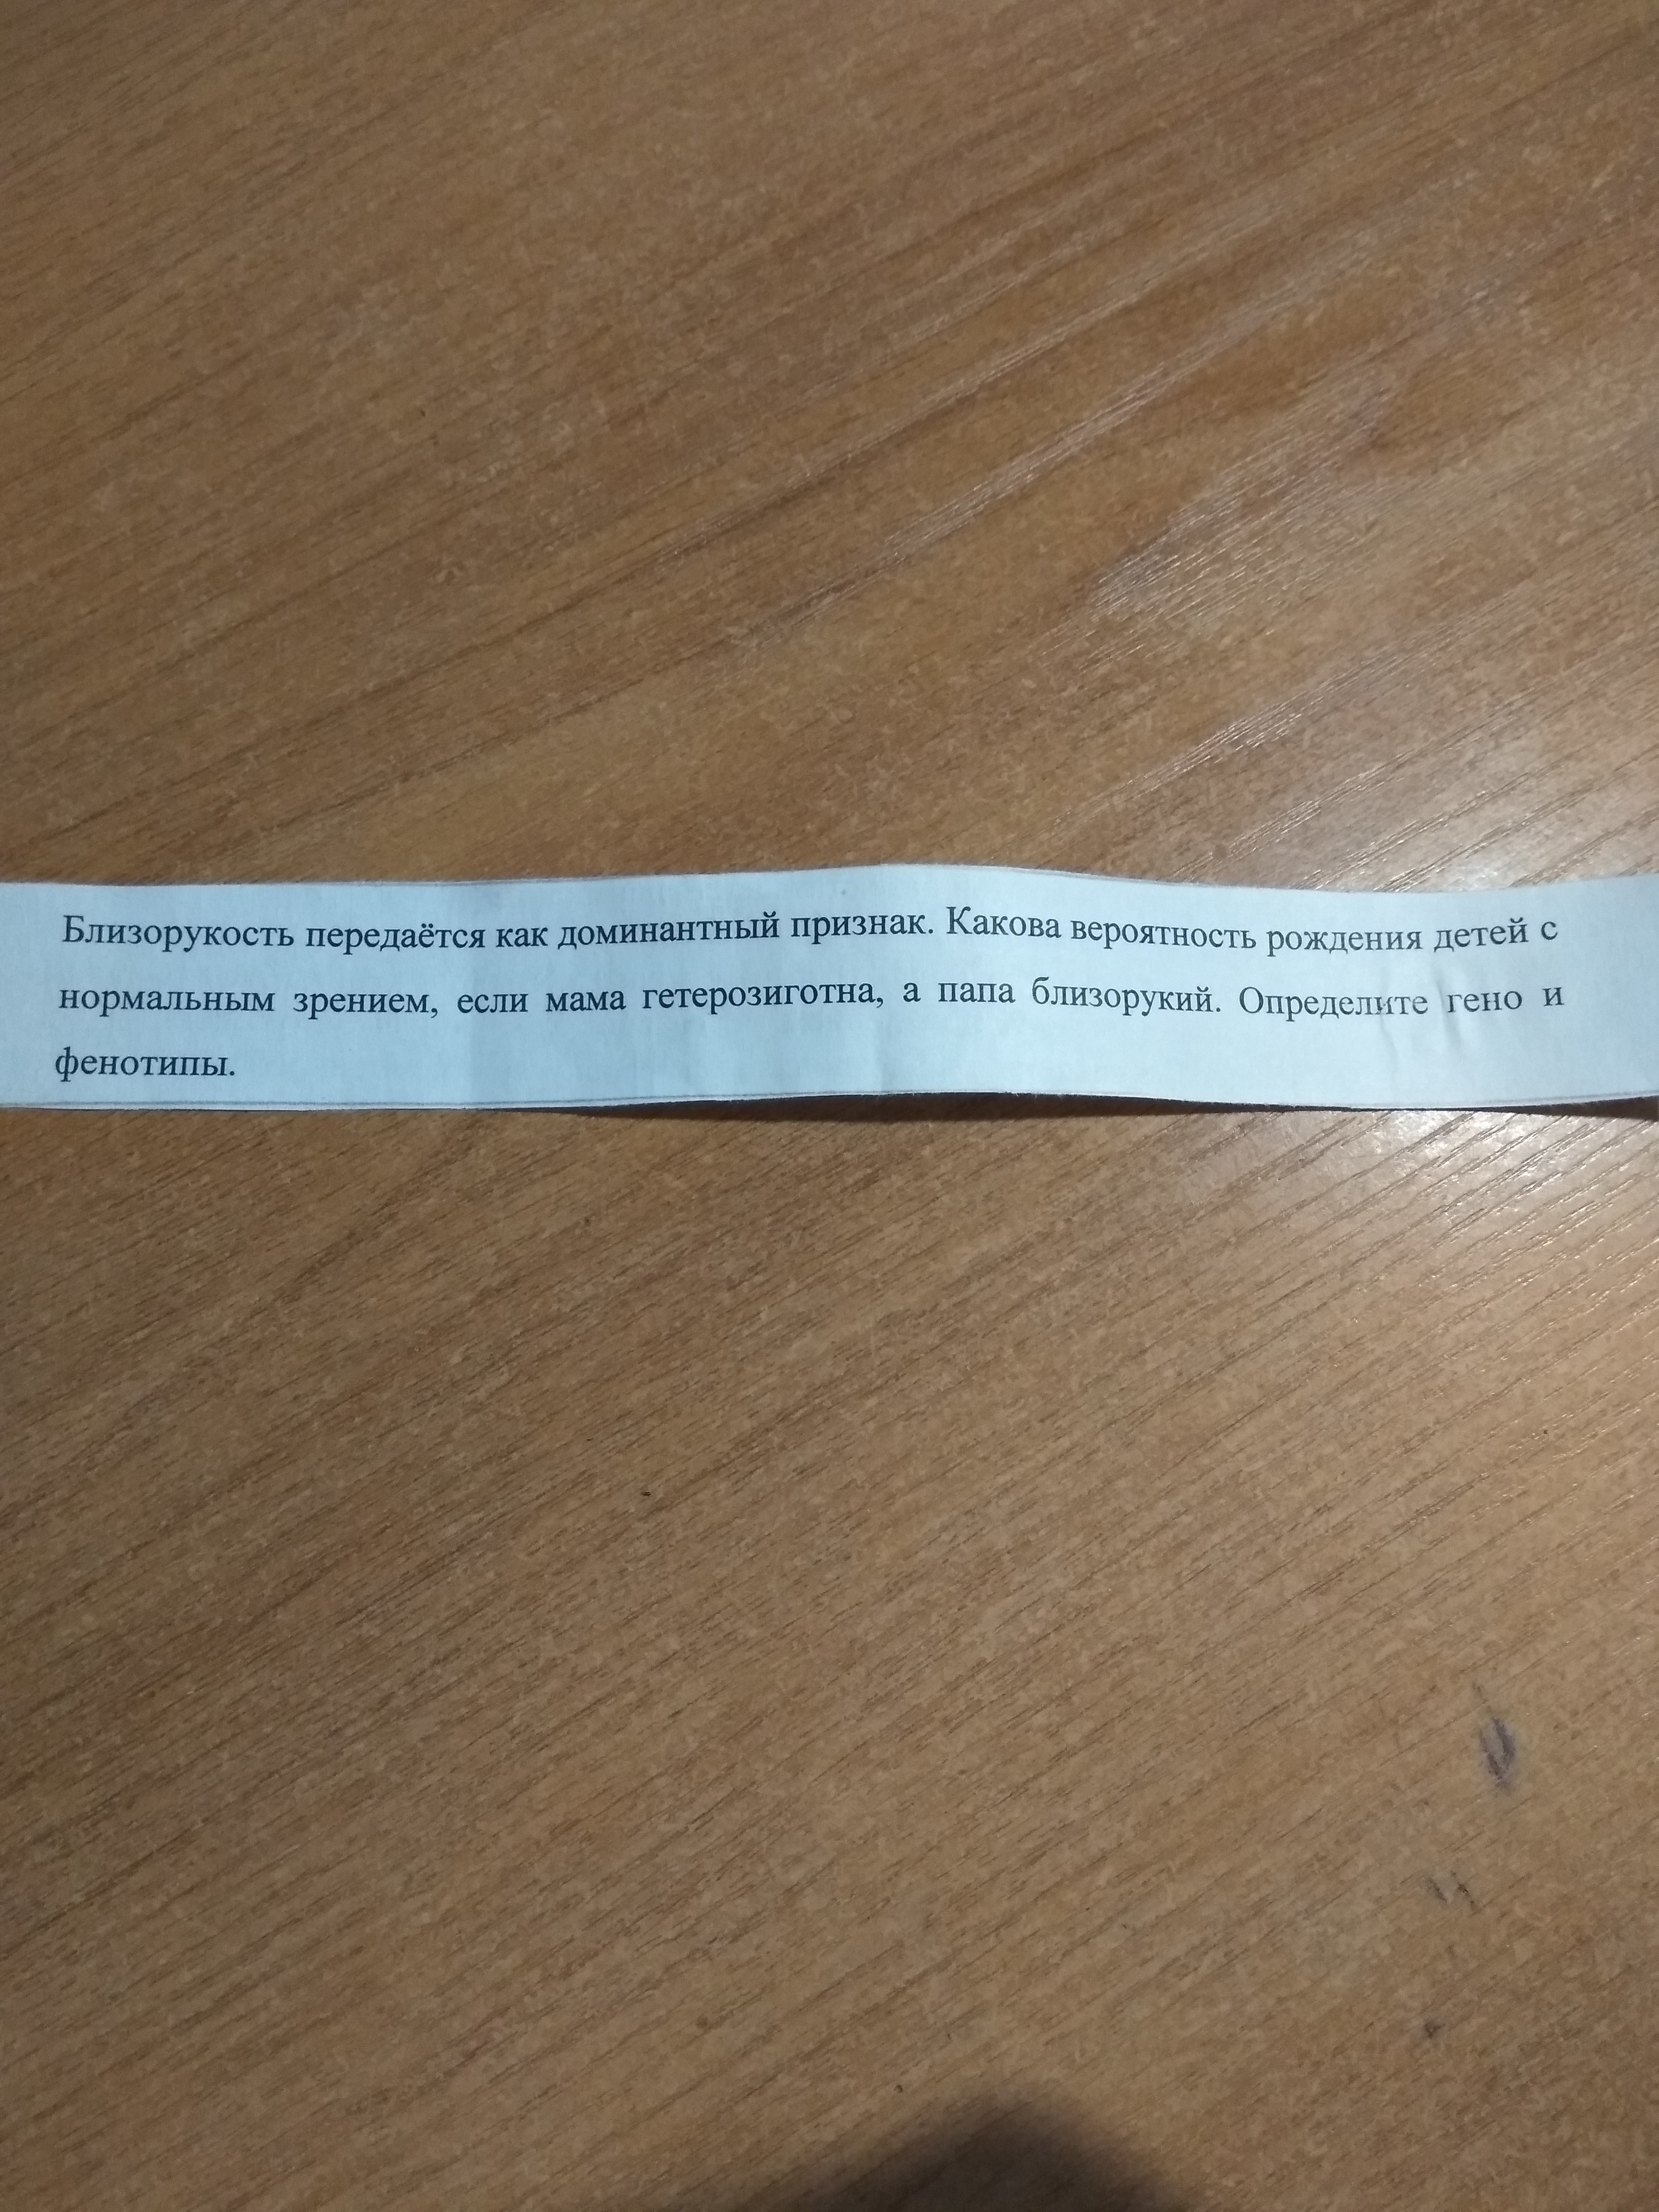 Близорукость передаётся как доминантный признак. Какова вероятность рождения детей с
нормальным зрением, если мама гетерозиготна, а папа близорукий. Определите гено и
фенотипы.